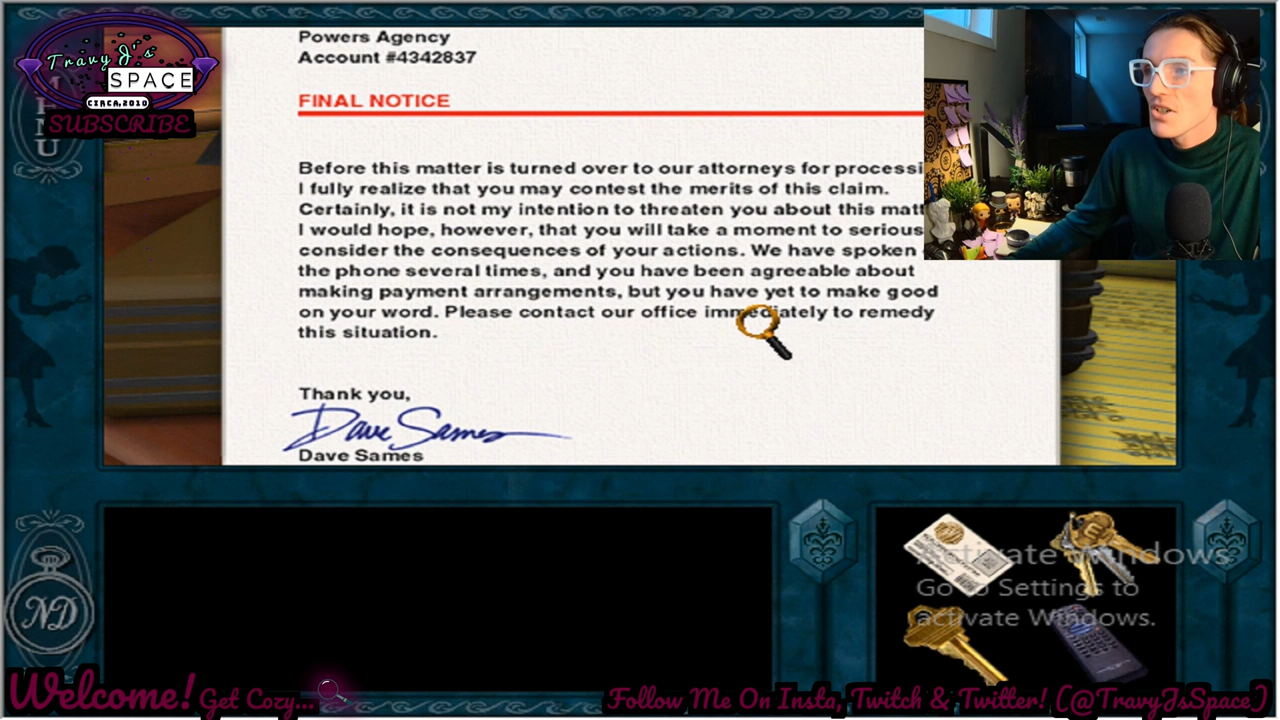 Travy J's
SPACE
CIRCA.2010
SUBSCRIBE
MENU
Powers Agency
Account #4342837
FINAL NOTICE
Before this matter is turned over to our attorneys for processi
I fully realize that you may contest the merits of this claim.
Certainly, it is not my intention to threaten you about this matt
I would hope, however, that you will take a moment to serious
consider the consequences of your actions. We have spoken
the phone several times, and you have been agreeable about
making payment arrangements, but you have yet to make good
on your word. Please contact our office immediately to remedy
this situation.
Thank you,
Dave Sames
Dave Sames
ND
E
Activate Windows
Go to Settings to
activate Windows.
Welcome! Get Cozy...
Follow Me On Insta, Twitch & Twitter! (@TravyJsSpace)